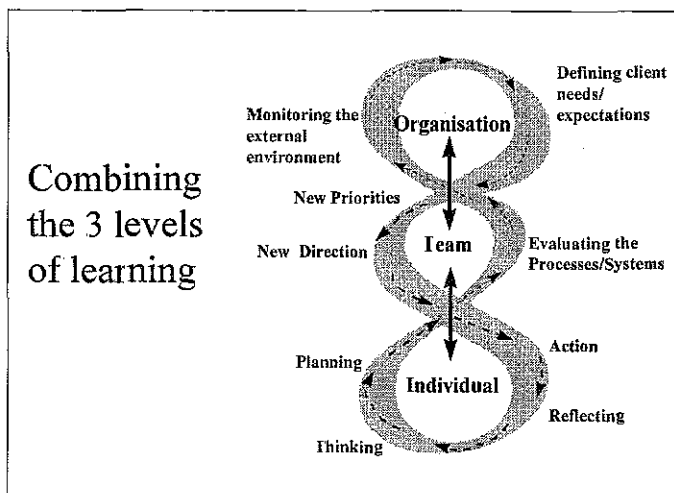 Combining
the 3 levels
of learning
Defining client
needs/
expectations
Monitoring the
external
environment
Organisation
New Priorities
New Direction
Team
Evaluating the
Processes/Systems
Planning
Action
Individual
Reflecting
Thinking